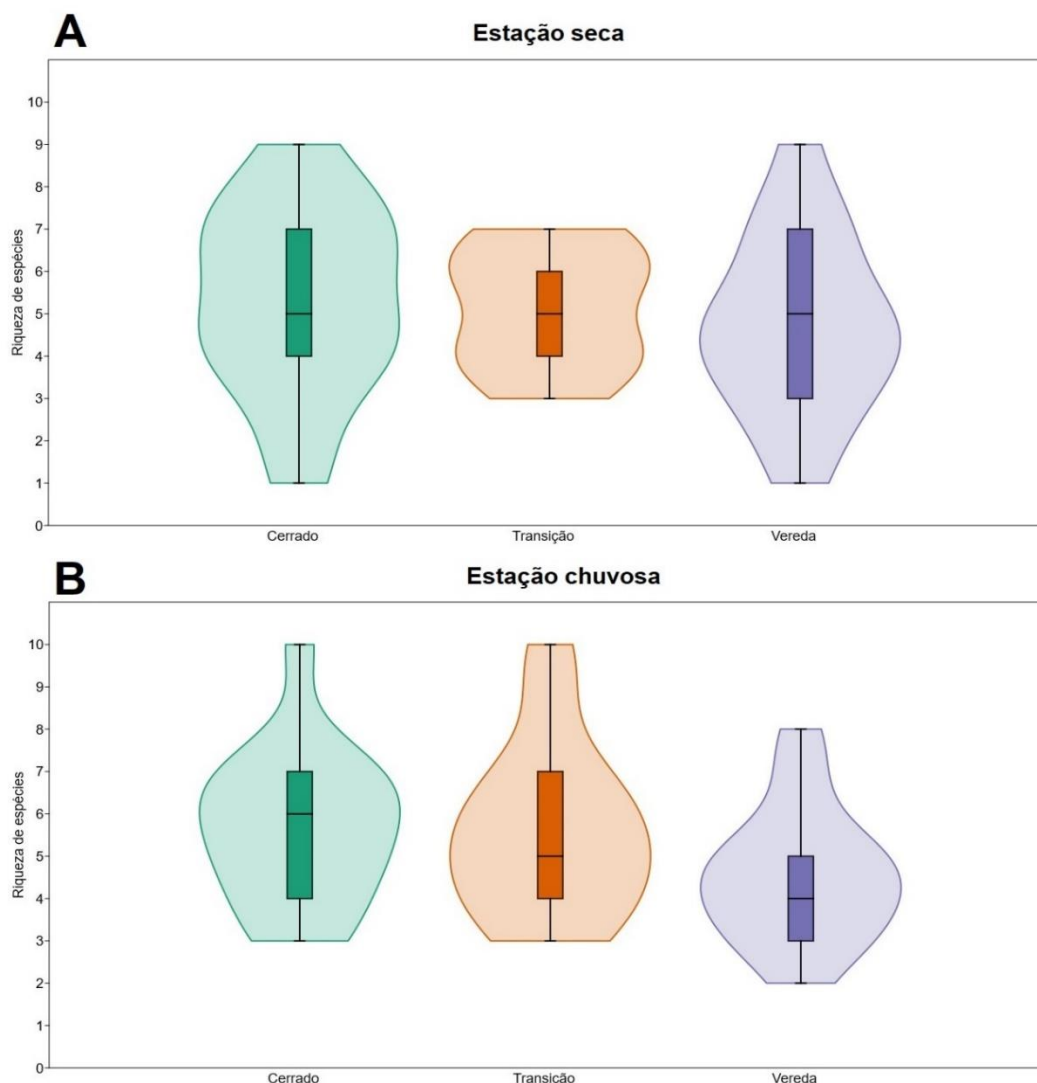 A
Estação seca
Riqueza de espécies
10
9
8
7
6
5
4
3
2
1
0
Cerrado Transição Vereda
B
Estação chuvosa
Riqueza de espécies
10
9
8
7
6
5
4
3
2
1
0
Cerrado Transição Vereda